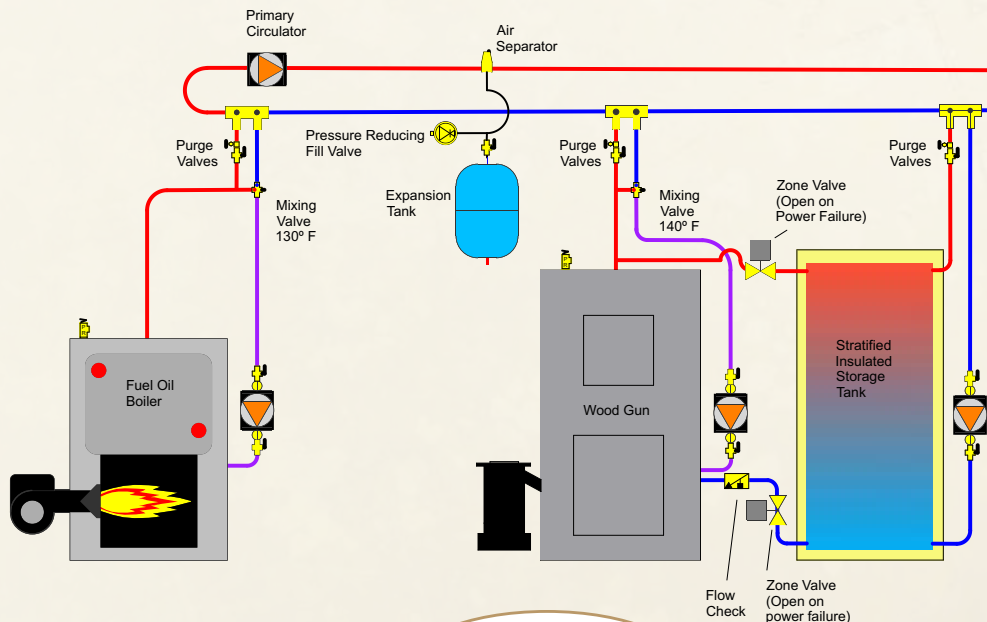 Primary
Circulator
Air
Separator
Pressure Reducing
Fill Valve
Purge
Valves
Purge
Valves
Purge
Valves
Expansion
Tank
Mixing
Valve
130º F
Mixing
Valve
140º F
Zone Valve
(Open on
Power Failure)
Fuel Oil
Boiler
Wood Gun
Stratified
Insulated
Storage
Tank
Flow
Check
Zone Valve
(Open on
power failure)